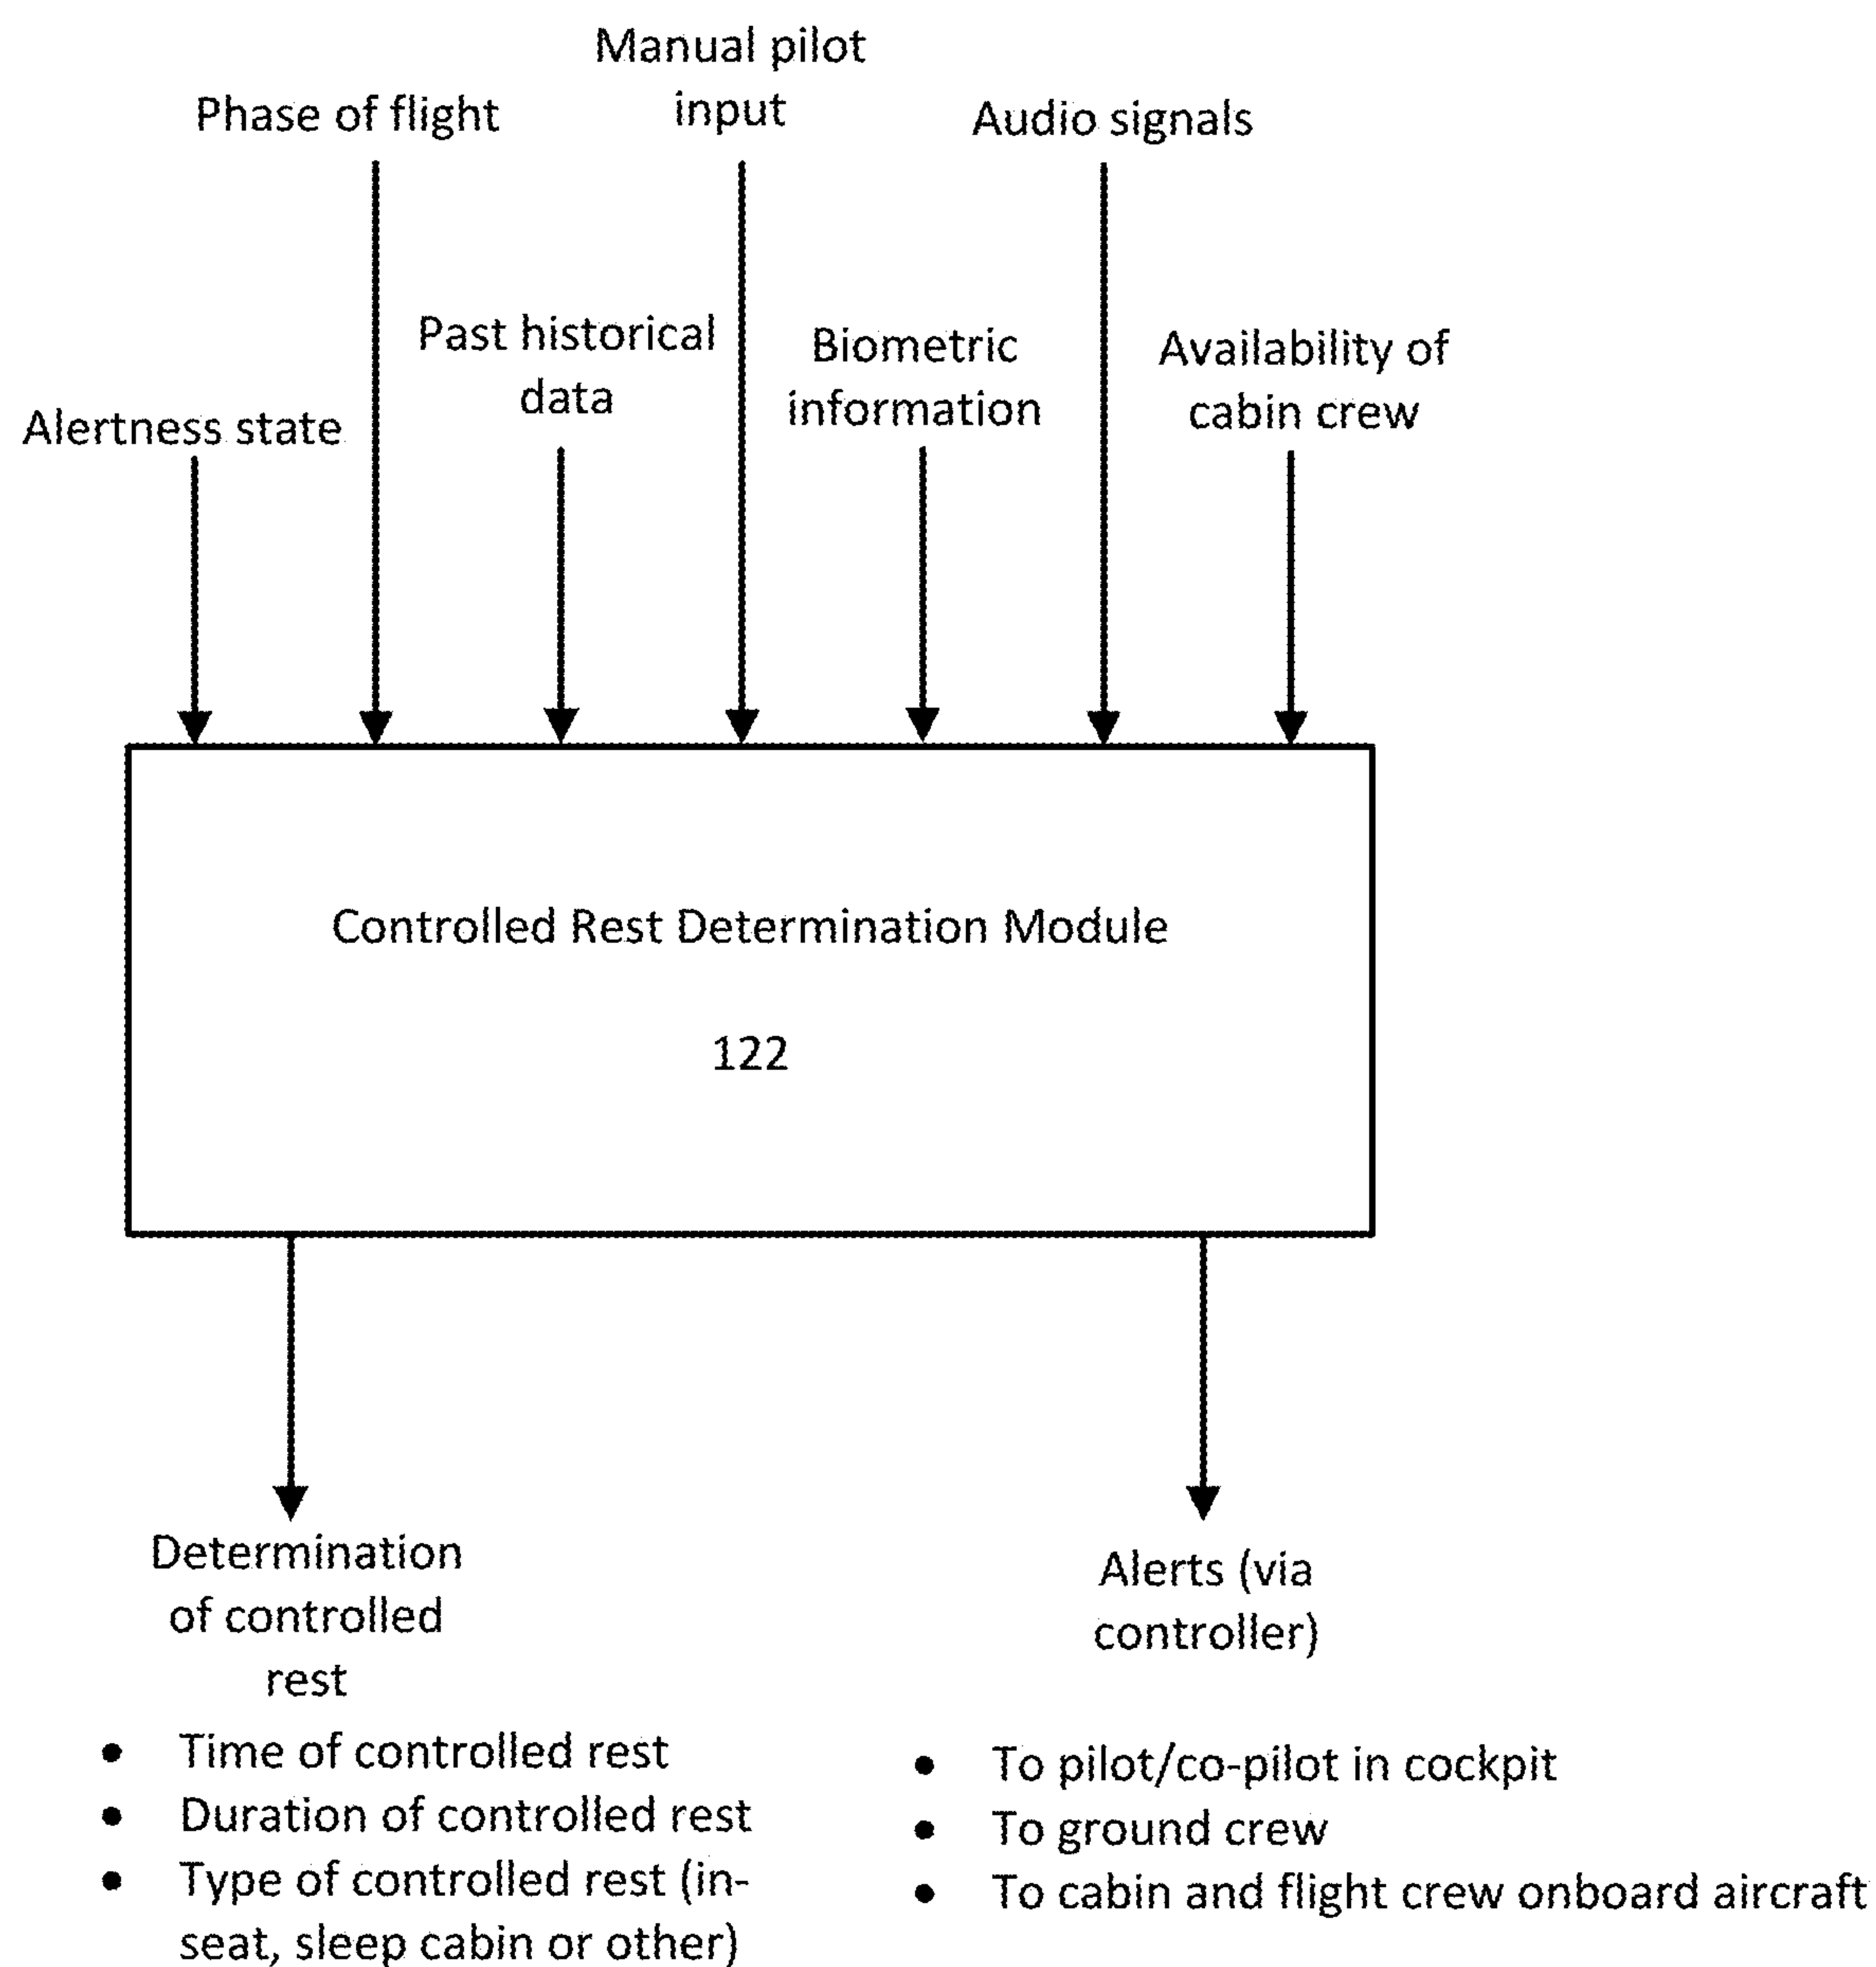 Manual pilot
input
Phase of flight
Audio signals
Past historical
data
Biometric
information
Availability of
cabin crew
Alertness state
Controlled Rest Determination Module
122
Determination
of controlled
rest
• Time of controlled rest
• Duration of controlled rest
• Type of controlled rest (in-
seat, sleep cabin or other)
Alerts (via
controller)
• To pilot/co-pilot in cockpit
• To ground crew
• To cabin and flight crew onboard aircraft